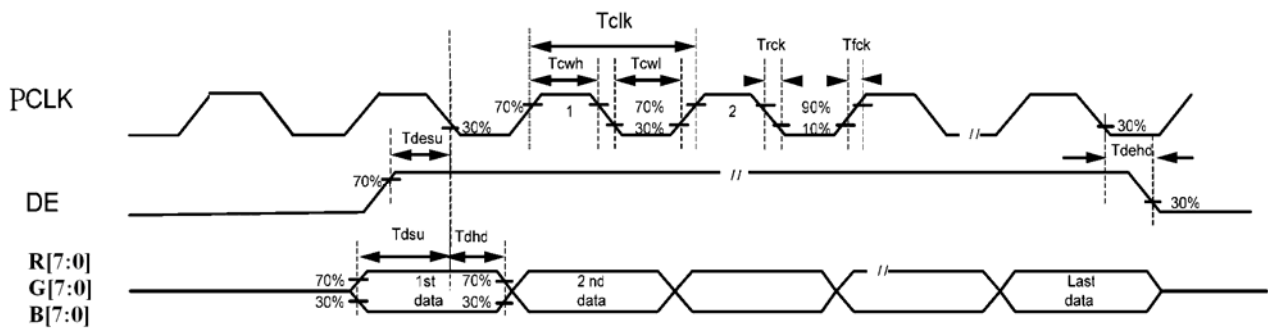 Tclk
Tcwh Tcwl Trck Tfck
PCLK
70% 1 70% 2 90%
30% 30% 10% 30%
Tdesu Tdehd
70% //
DE
30%
Tdsu Tdhd
R[7:0]
70% 1st 70% 2 nd // Last
G[7:0]
30% data 30% data data
B[7:0]